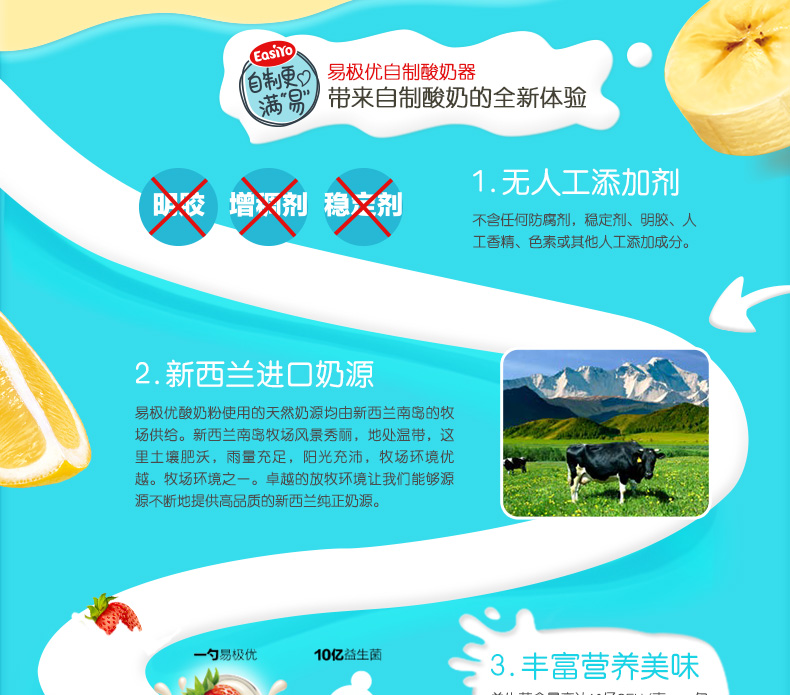 EasiYo
自制更
满“易”
易极优自制酸奶器
带来自制酸奶的全新体验
明胶 增稠剂 稳定剂
1.无人工添加剂
不含任何防腐剂，稳定剂、明胶、人
工香精、色素或其他人工添加成分。
2.新西兰进口奶源
易极优酸奶粉使用的天然奶源均由新西兰南岛的牧
场供给。新西兰南岛牧场风景秀丽，地处温带，这
里土壤肥沃，雨量充足，阳光充沛，牧场环境优
越。牧场环境之一。卓越的放牧环境让我们能够源
源不断地提供高品质的新西兰纯正奶源。
一勺易极优 10亿益生菌
3.丰富营养美味